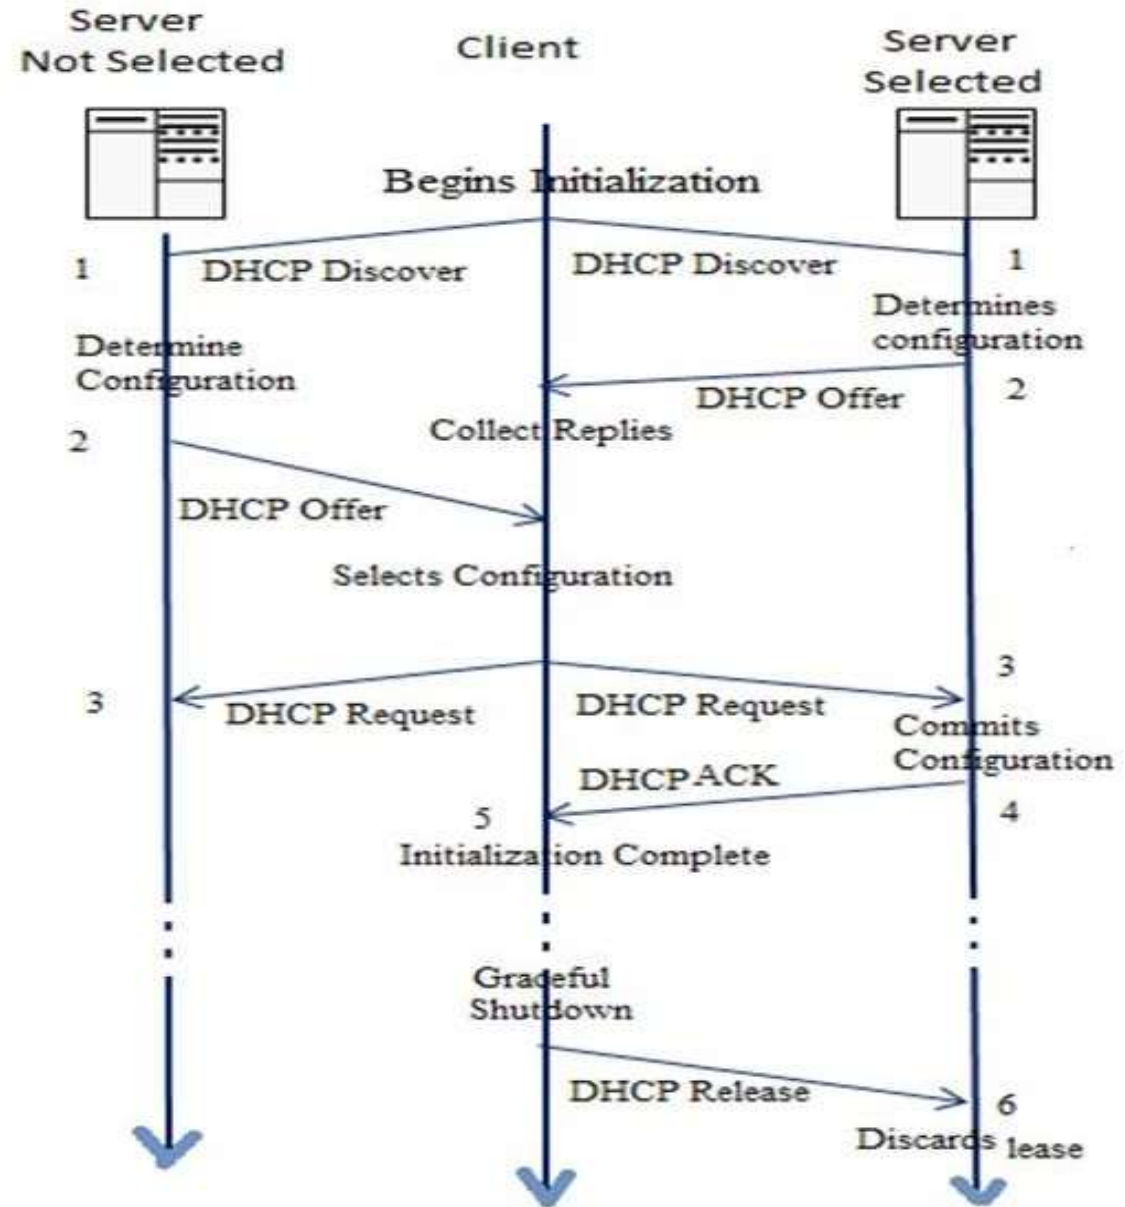 Server
Not Selected
Client
Server
Selected
Begins Initialization
1
DHCP Discover
DHCP Discover
1
Determines
configuration
Determine
Configuration
2
DHCP Offer
Collect Replies
2
DHCP Offer
Selects Configuration
3
3
DHCP Request
DHCP Request
Commits
Configuration
DHCP ACK
4
5
Initialization Complete
Graceful
Shutdown
DHCP Release
6
Discards lease